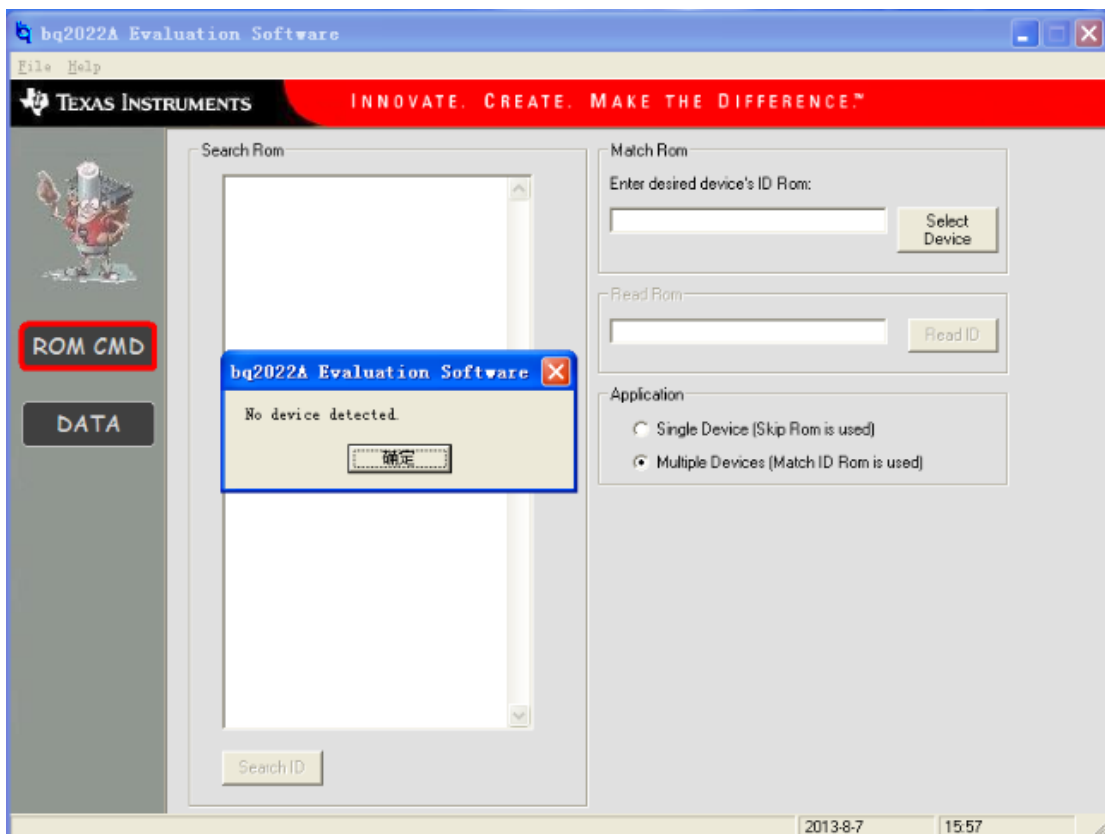 bq2022A Evaluation Software
File Help
TEXAS INSTRUMENTS
INNOVATE. CREATE. MAKE THE DIFFERENCE.™
Search Rom
Match Rom
Enter desired device's ID Rom:
Select
Device
Read Rom
Read ID
ROM CMD
DATA
bq2022A Evaluation Software
No device detected.
确定
Application
Single Device (Skip Rom is used)
Multiple Devices (Match ID Rom is used)
Search ID
2013-8-7
15:57